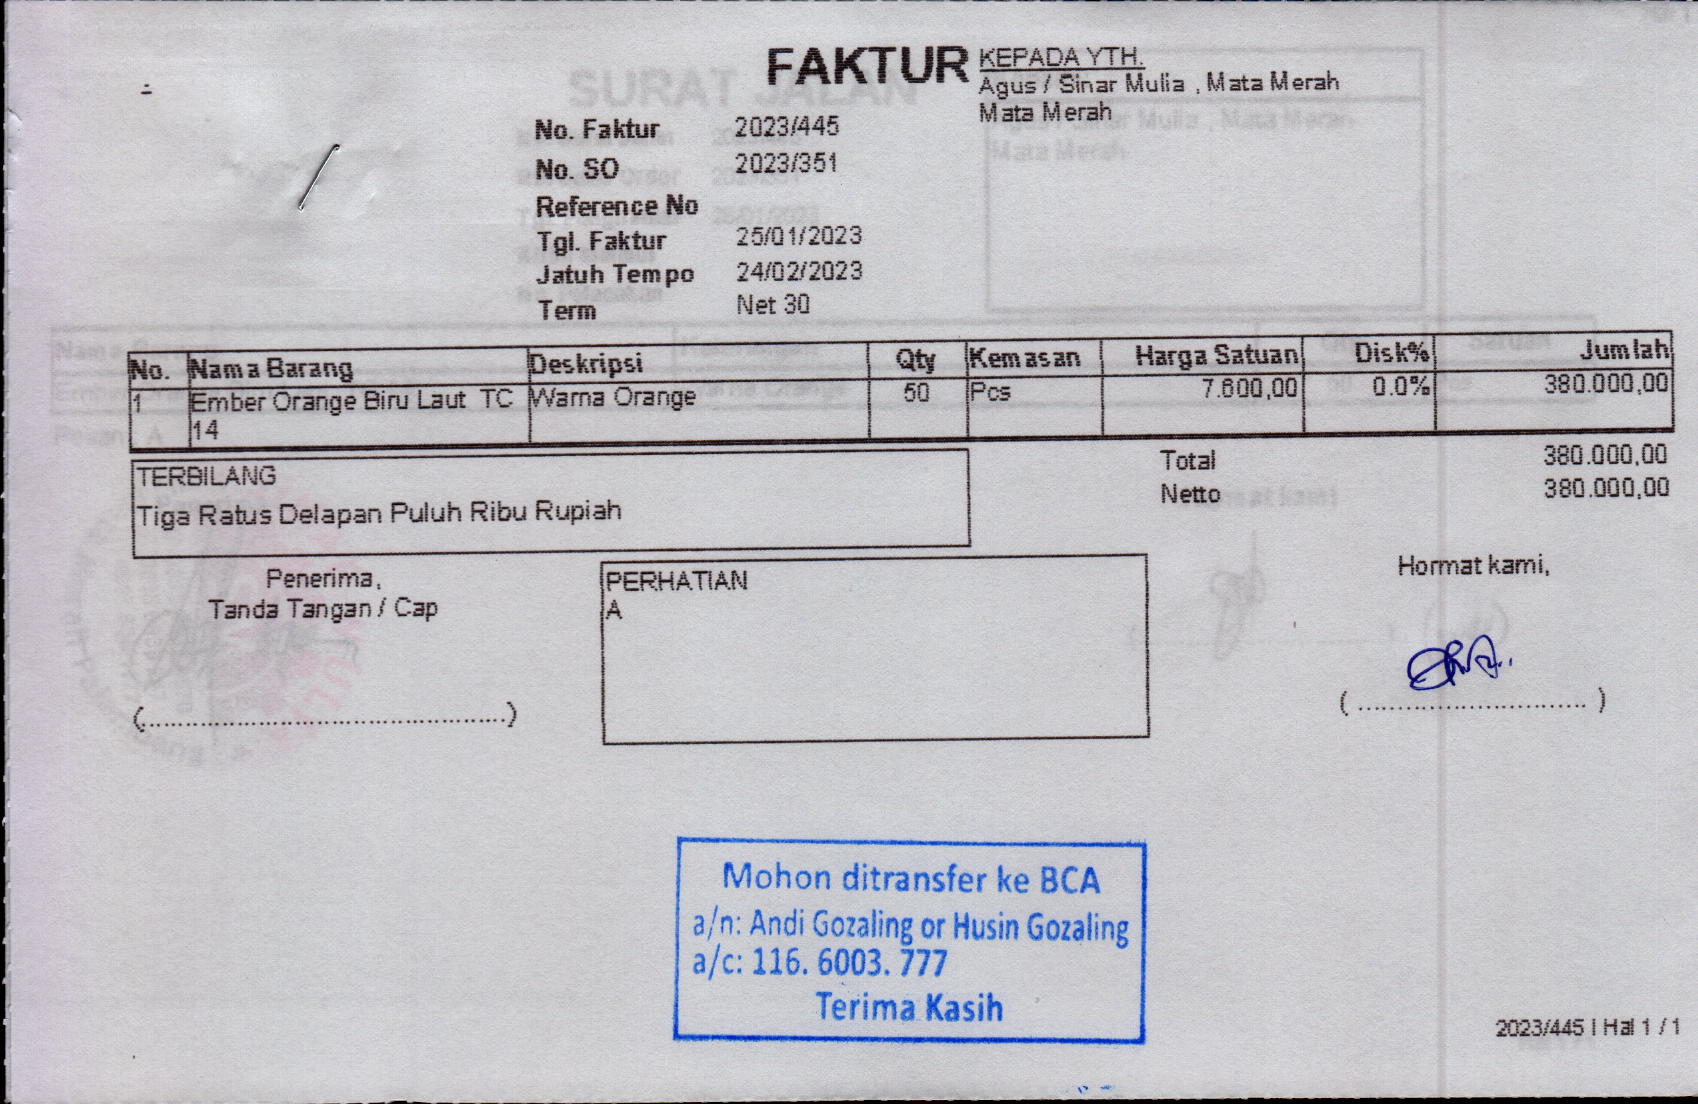 FAKTUR
KEPADA YTH.
Agus / Sinar Mulia , Mata Merah
Mata Merah
No. Faktur 2023/445
No. SO 2023/351
Reference No
Tgl. Faktur 25/01/2023
Jatuh Tempo 24/02/2023
Term Net 30
No. Nama Barang Deskripsi Qty Kemasan Harga Satuan Disk% Jumlah
1 Ember Orange Biru Laut TC Warna Orange 50 Pcs 7.600,00 0.0% 380.000,00
14
TERBILANG
Tiga Ratus Delapan Puluh Ribu Rupiah
Total 380.000,00
Netto 380.000,00
Penerima,
Tanda Tangan / Cap
(..............................................)
PERHATIAN
A
Hormat kami,
( ............................ )
Mohon ditransfer ke BCA
a/n: Andi Gozaling or Husin Gozaling
a/c: 116. 6003. 777
Terima Kasih
2023/445 | Hal 1 / 1